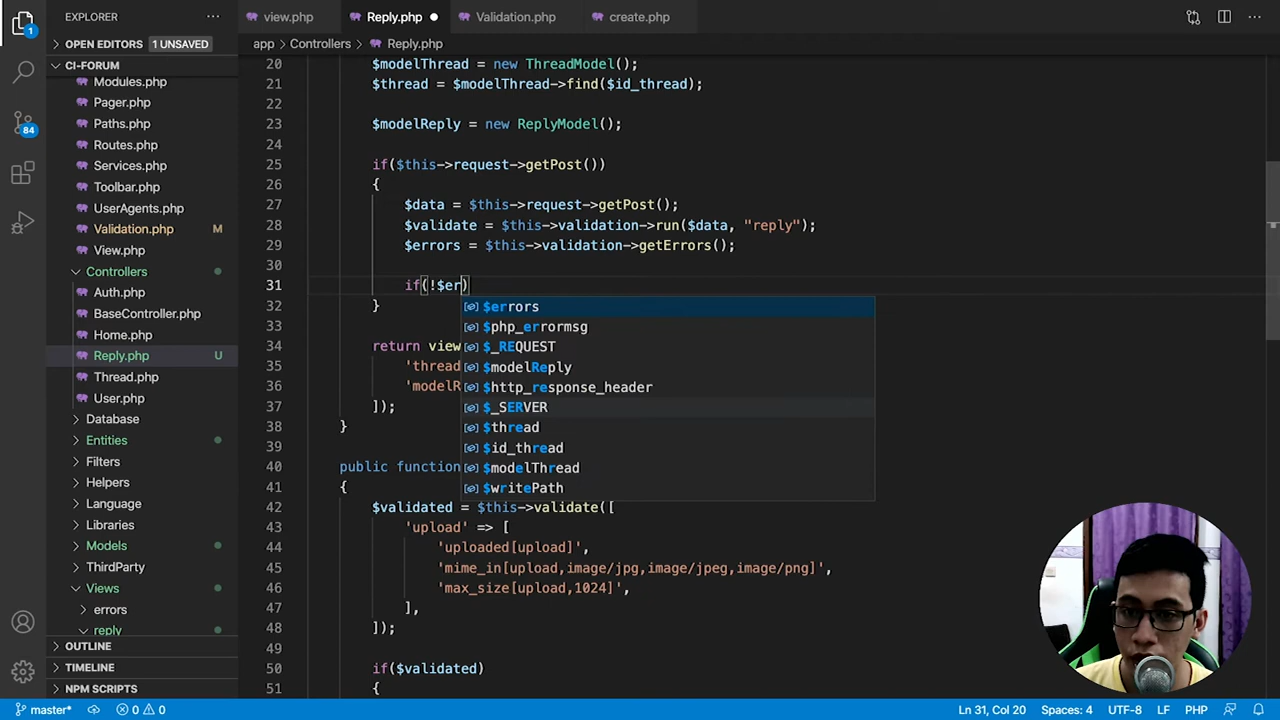 EXPLORER
view.php
Reply.php
Validation.php
create.php
OPEN EDITORS 1 UNSAVED
app > Controllers > Reply.php
CI-FORUM
Modules.php
Pager.php
Paths.php
Routes.php
Services.php
Toolbar.php
UserAgents.php
Validation.php M
View.php
Controllers
Auth.php
BaseController.php
Home.php
Reply.php U
Thread.php
User.php
Database
Entities
Filters
Helpers
Language
Libraries
Models
ThirdParty
Views
errors
reply
OUTLINE
TIMELINE
NPM SCRIPTS
1
84
20 $modelThread = new ThreadModel();
21 $thread = $modelThread->find($id_thread);
22
23 $modelReply = new ReplyModel();
24
25 if($this->request->getPost())
26 {
27 $data = $this->request->getPost();
28 $validate = $this->validation->run($data, "reply");
29 $errors = $this->validation->getErrors();
30
31 if(!$er)
32 }
33
34 return view
35 'thread
36 'modelR
37 ]);
38 }
39
40 public function
41 {
42 $validated = $this->validate([
43 'upload' => [
44 'uploaded[upload]',
45 'mime_in[upload,image/jpg,image/jpeg,image/png]',
46 'max_size[upload,1024]',
47 ],
48 ]);
49
50 if($validated)
51 {
$errors
$php_errormsg
$_REQUEST
$modelReply
$http_response_header
$_SERVER
$thread
$id_thread
$modelThread
$writePath
master* 0 0 Ln 31, Col 20 Spaces: 4 UTF-8 LF PHP